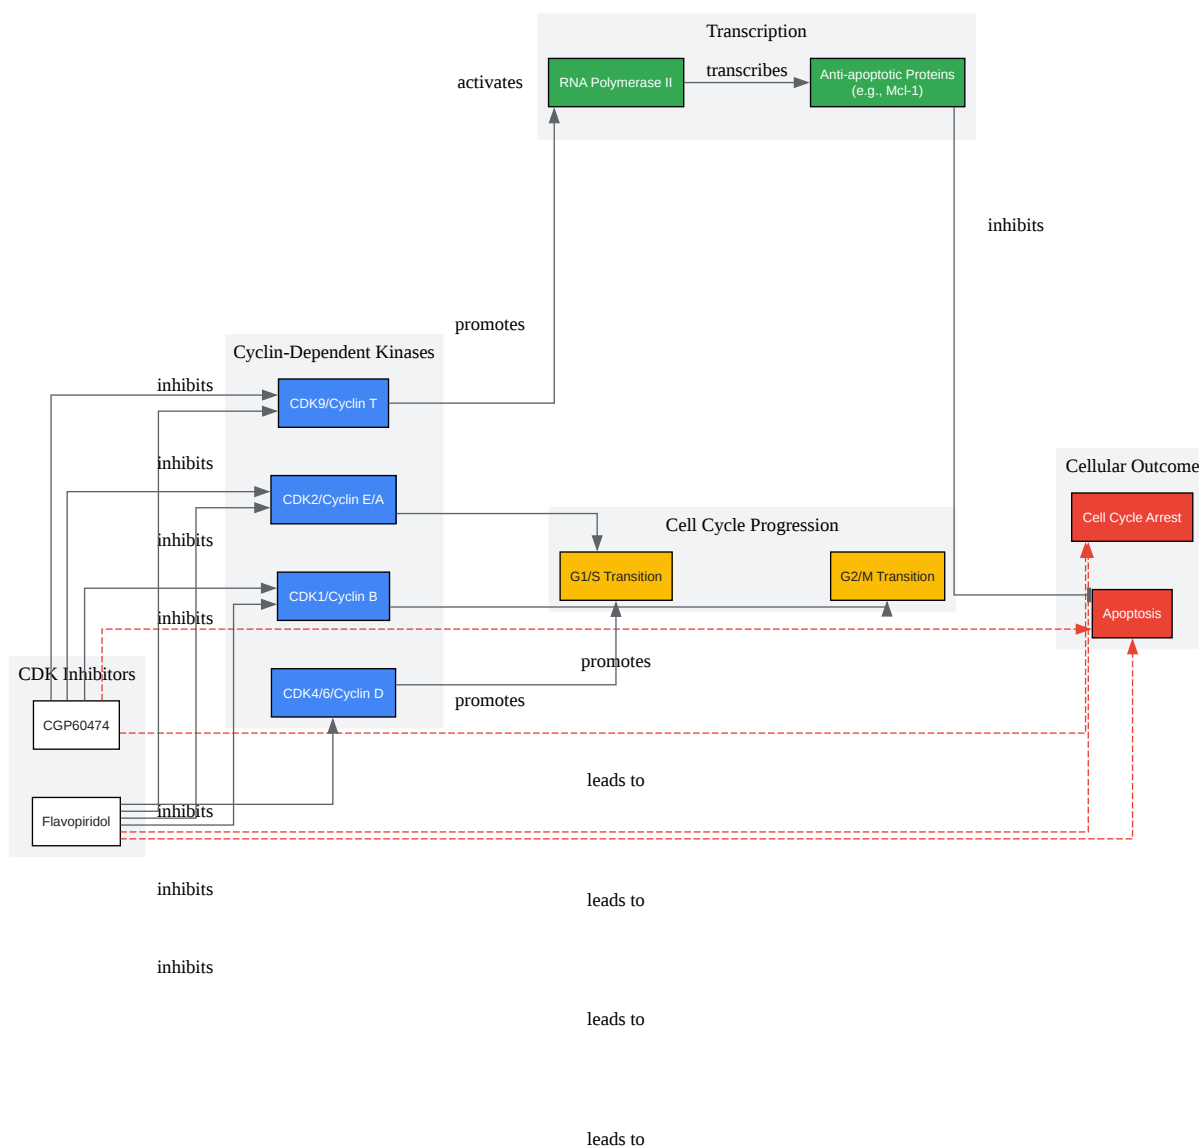 Transcription
activates
RNA Polymerase II
transcribes
Anti-apoptotic Proteins
(e.g., Mcl-1)
inhibits
promotes
Cyclin-Dependent Kinases
inhibits
CDK9/Cyclin T
inhibits
CDK2/Cyclin E/A
inhibits
CDK1/Cyclin B
inhibits
CDK4/6/Cyclin D
Cell Cycle Progression
G1/S Transition
G2/M Transition
promotes
promotes
Cellular Outcome
Cell Cycle Arrest
Apoptosis
CDK Inhibitors
CGP60474
Flavopiridol
inhibits
inhibits
inhibits
leads to
leads to
leads to
leads to